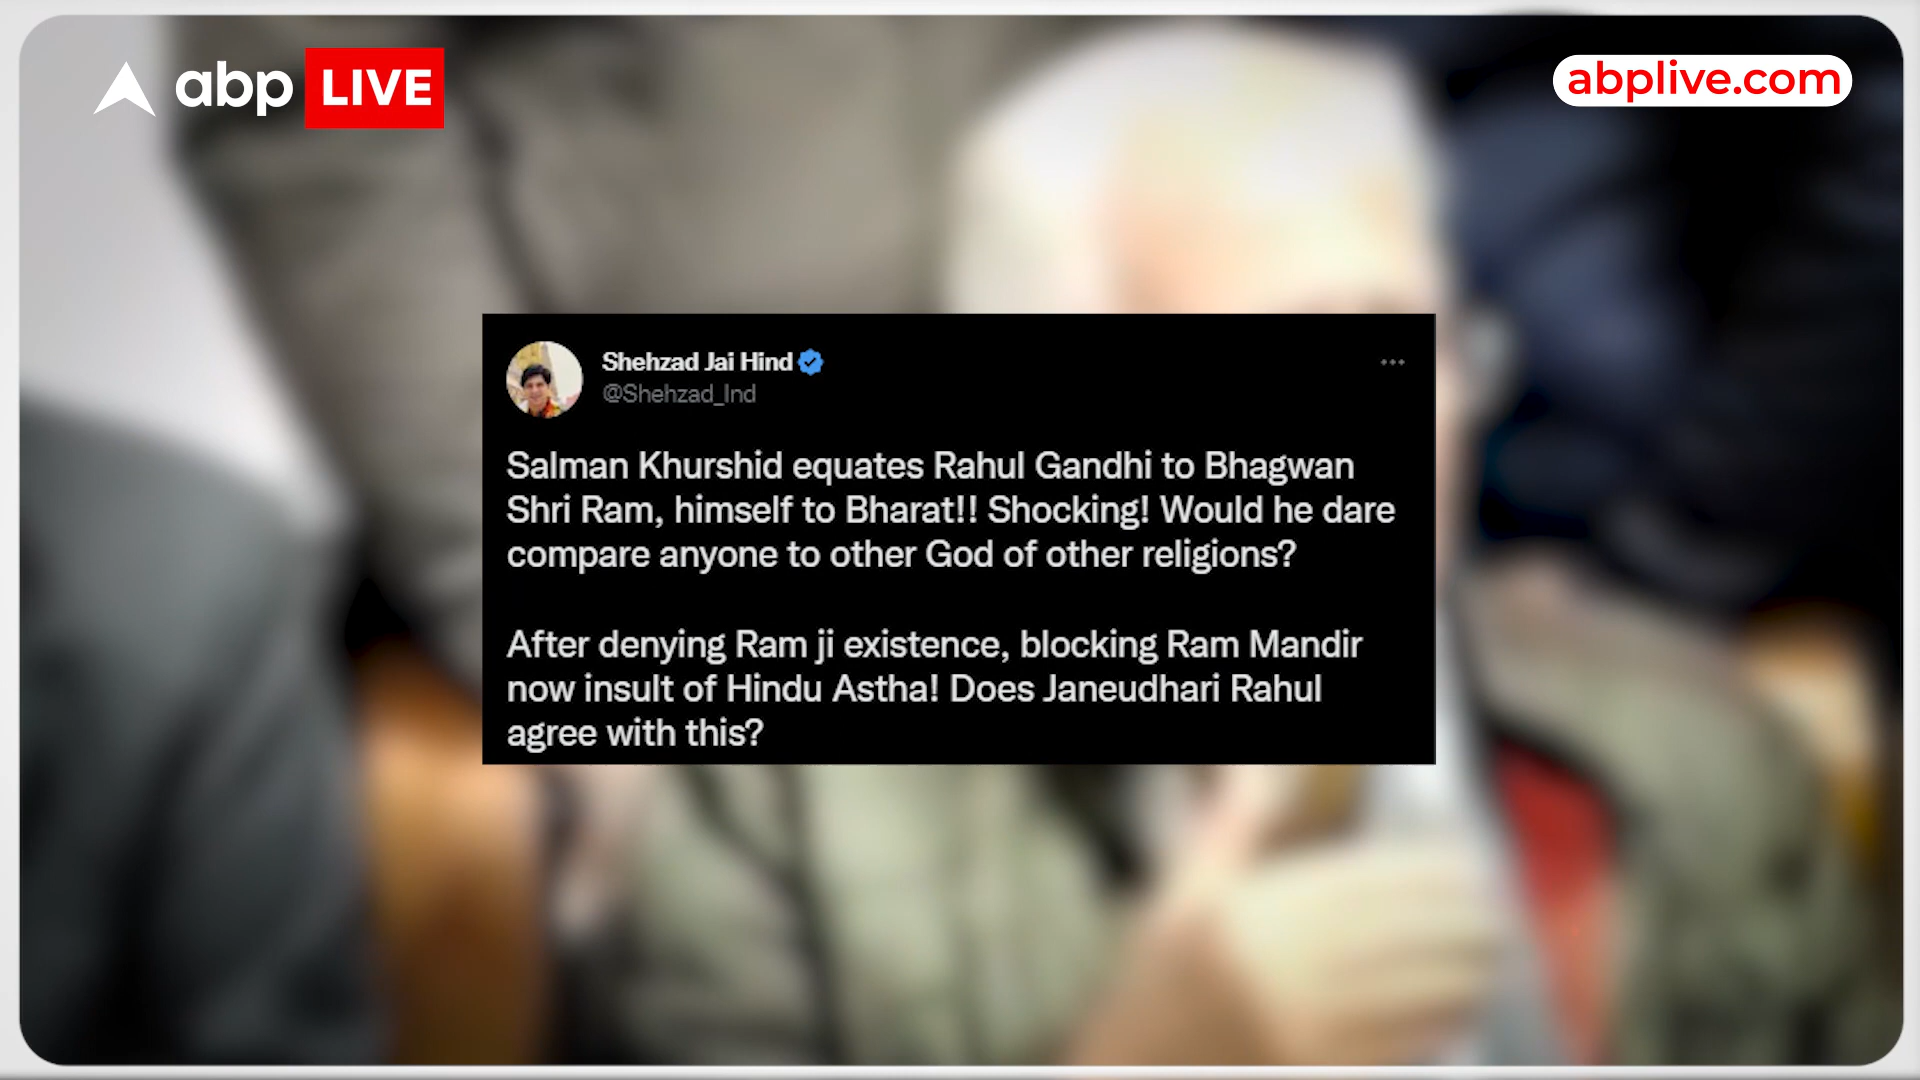 abp LIVE
abplive.com
Shehzad Jai Hind
@Shehzad_Ind
Salman Khurshid equates Rahul Gandhi to Bhagwan
Shri Ram, himself to Bharat!! Shocking! Would he dare
compare anyone to other God of other religions?
After denying Ram ji existence, blocking Ram Mandir
now insult of Hindu Astha! Does Janeudhari Rahul
agree with this?